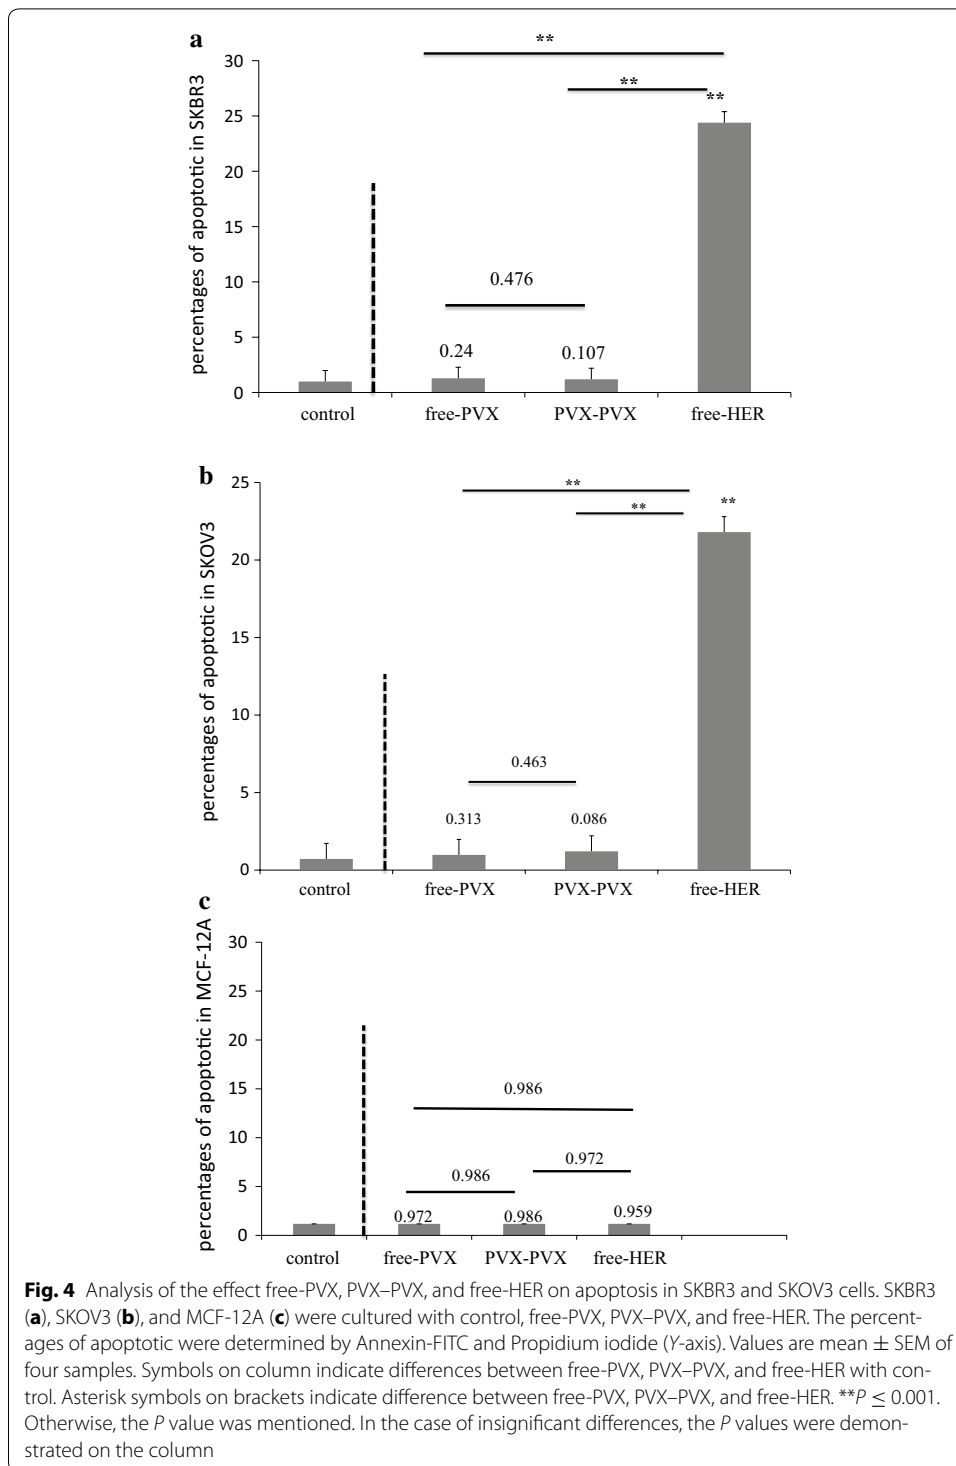 a
**
**
**
30
25
20
15
10
5
0
percentages of apoptotic in SKBR3
0.476
0.24
0.107
control free-PVX PVX-PVX free-HER
b
**
**
**
25
20
15
10
5
0
percentages of apoptotic in SKOV3
0.463
0.313
0.086
control free-PVX PVX-PVX free-HER
c
30
25
20
15
10
5
0
percentages of apoptotic in MCF-12A
0.986
0.972
0.986
0.972 0.986 0.959
control free-PVX PVX-PVX free-HER
Fig. 4 Analysis of the effect free-PVX, PVX–PVX, and free-HER on apoptosis in SKBR3 and SKOV3 cells. SKBR3
(a), SKOV3 (b), and MCF-12A (c) were cultured with control, free-PVX, PVX–PVX, and free-HER. The percent-
ages of apoptotic were determined by Annexin-FITC and Propidium iodide (Y-axis). Values are mean ± SEM of
four samples. Symbols on column indicate differences between free-PVX, PVX–PVX, and free-HER with con-
trol. Asterisk symbols on brackets indicate difference between free-PVX, PVX–PVX, and free-HER. **P ≤ 0.001.
Otherwise, the P value was mentioned. In the case of insignificant differences, the P values were demon-
strated on the column